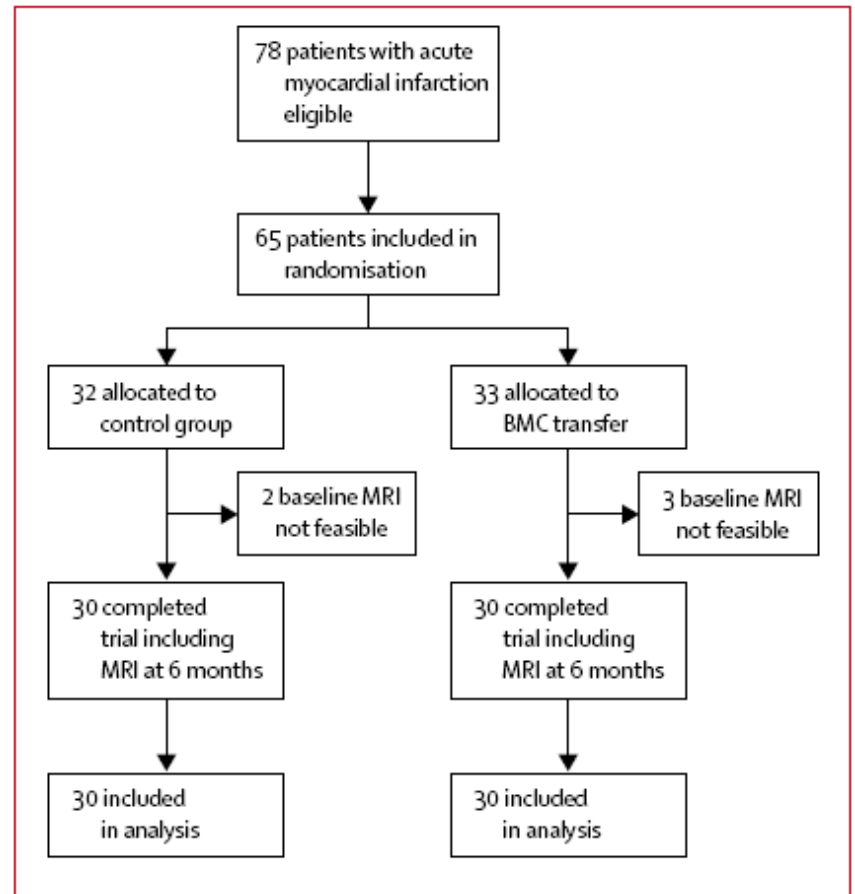 78 patients with acute
myocardial infarction
eligible
65 patients included in
randomisation
32 allocated to
control group
33 allocated to
BMC transfer
2 baseline MRI
not feasible
3 baseline MRI
not feasible
30 completed
trial including
MRI at 6 months
30 completed
trial including
MRI at 6 months
30 included
in analysis
30 included
in analysis